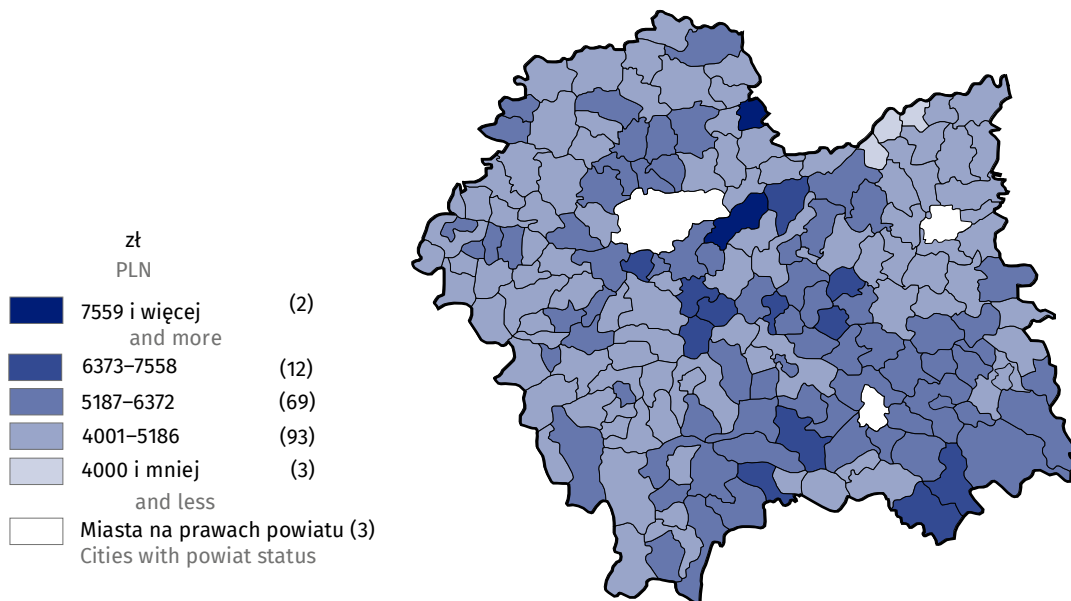 zł
PLN
7559 i więcej (2)
and more
6373–7558 (12)
5187–6372 (69)
4001–5186 (93)
4000 i mniej (3)
and less
Miasta na prawach powiatu (3)
Cities with powiat status